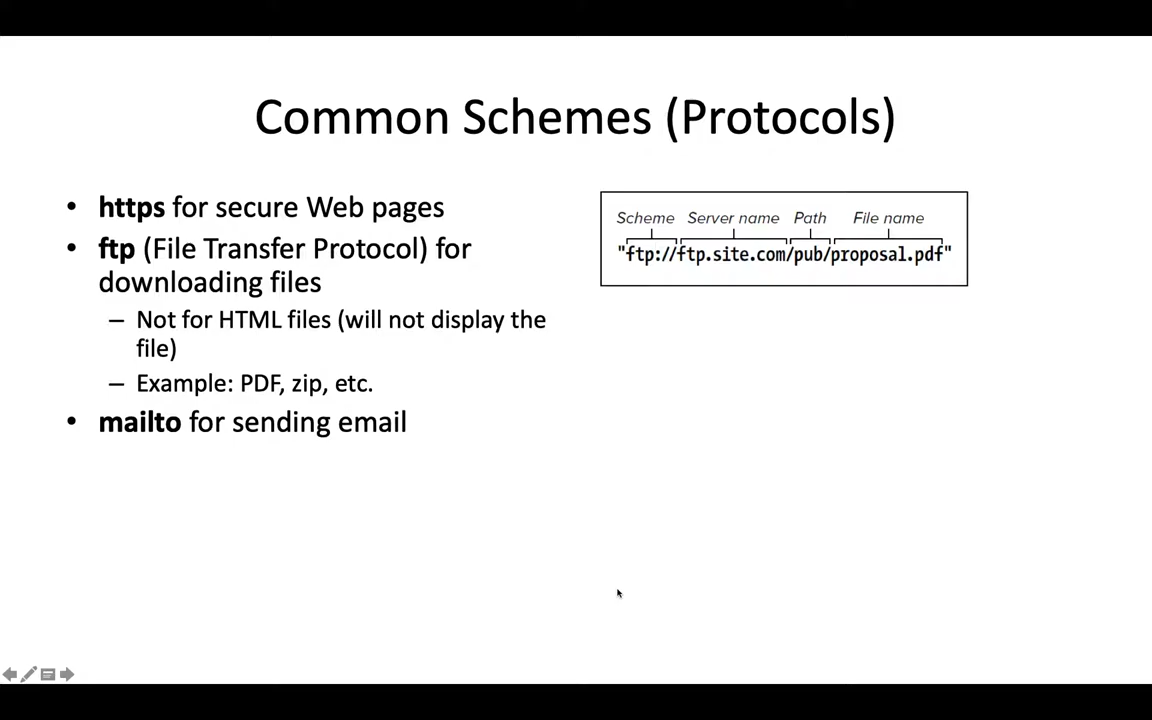 Common Schemes (Protocols)
• https for secure Web pages
• ftp (File Transfer Protocol) for
downloading files
– Not for HTML files (will not display the
file)
– Example: PDF, zip, etc.
• mailto for sending email
Scheme Server name Path File name
"ftp://ftp.site.com/pub/proposal.pdf"